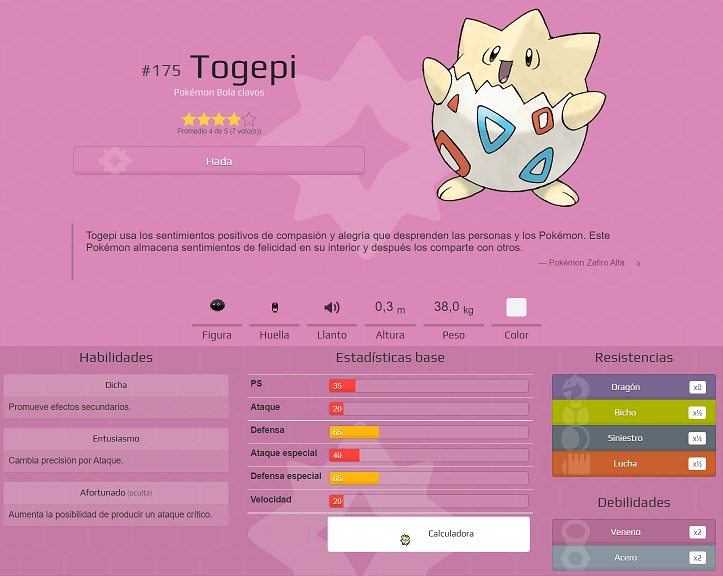 #175 Togepi
Pokémon Bola clavos
Promedio 4 de 5 (7 voto(s))
Hada
Togepi usa los sentimientos positivos de compasión y alegría que desprenden las personas y los Pokémon. Este
Pokémon almacena sentimientos de felicidad en su interior y después los comparte con otros.
— Pokémon Zafiro Alfa »
0,3 m
38,0 kg
Figura Huella Llanto Altura Peso Color
Habilidades
Dicha
Promueve efectos secundarios.
Entusiasmo
Cambia precisión por Ataque.
Afortunado (oculta)
Aumenta la posibilidad de producir un ataque crítico.
Estadísticas base
PS 35
Ataque 20
Defensa 65
Ataque especial 40
Defensa especial 65
Velocidad 20
Calculadora
Resistencias
Dragón x0
Bicho x½
Siniestro x½
Lucha x½
Debilidades
Veneno x2
Acero x2